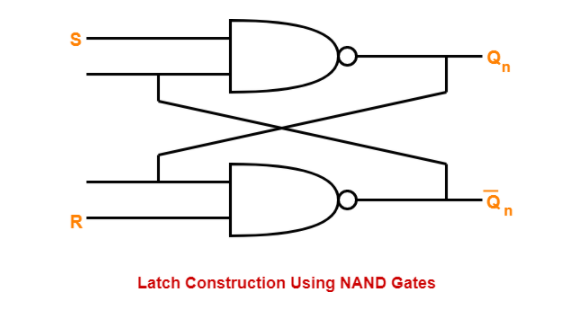 S
Qn
R
Q̅n
Latch Construction Using NAND Gates